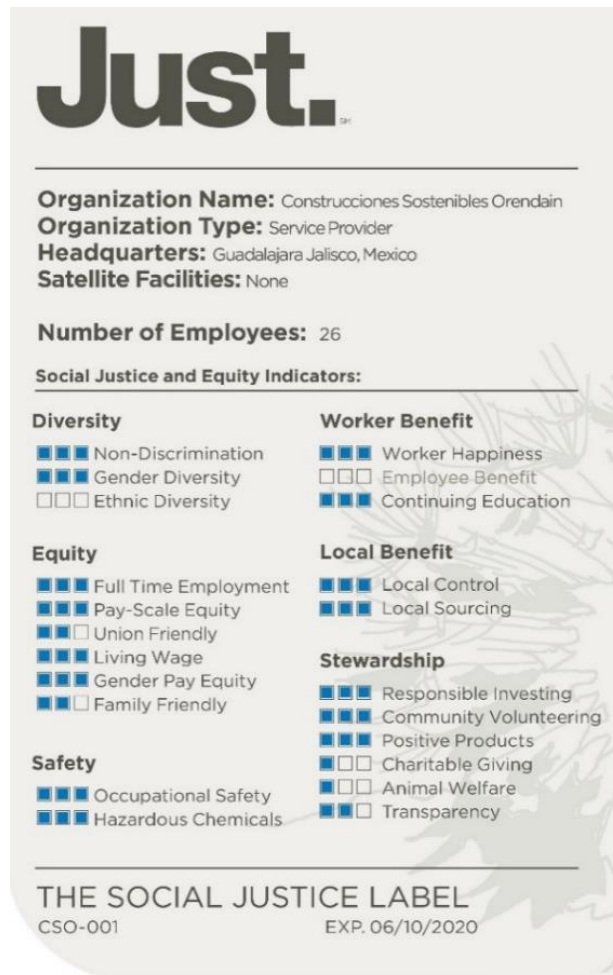 Just.
SM
Organization Name: Construcciones Sostenibles Orendain
Organization Type: Service Provider
Headquarters: Guadalajara Jalisco, Mexico
Satellite Facilities: None
Number of Employees: 26
Social Justice and Equity Indicators:
Diversity
Non-Discrimination
Gender Diversity
Ethnic Diversity
Equity
Full Time Employment
Pay-Scale Equity
Union Friendly
Living Wage
Gender Pay Equity
Family Friendly
Safety
Occupational Safety
Hazardous Chemicals
Worker Benefit
Worker Happiness
Employee Benefit
Continuing Education
Local Benefit
Local Control
Local Sourcing
Stewardship
Responsible Investing
Community Volunteering
Positive Products
Charitable Giving
Animal Welfare
Transparency
THE SOCIAL JUSTICE LABEL
CSO-001 EXP. 06/10/2020